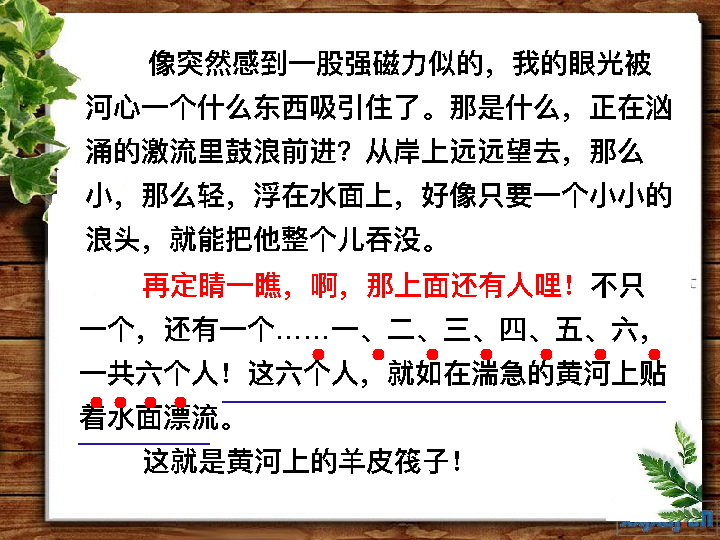 像突然感到一股强磁力似的，我的眼光被
河心一个什么东西吸引住了。那是什么，正在汹
涌的激流里鼓浪前进？从岸上远远望去，那么
小，那么轻，浮在水面上，好像只要一个小小的
浪头，就能把他整个儿吞没。
再定睛一瞧，啊，那上面还有人哩！不只
一个，还有一个……一、二、三、四、五、六，
一共六个人！这六个人，就如在湍急的黄河上贴
着水面漂流。
这就是黄河上的羊皮筏子！